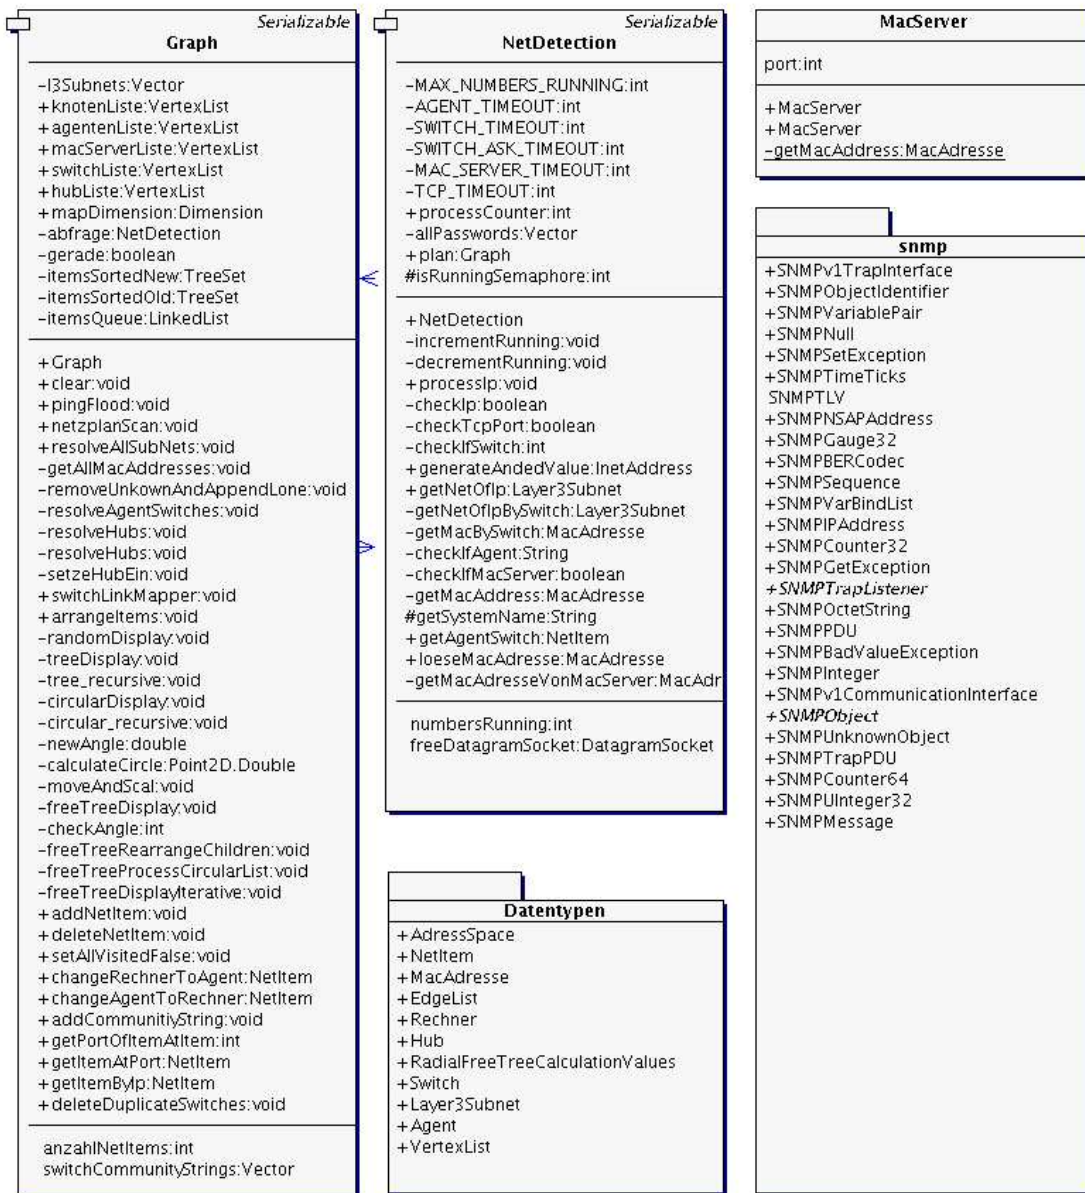 Serializable
Graph
-l3Subnets:Vector
+knotenListe:VertexList
+agentenListe:VertexList
+macServerListe:VertexList
+switchListe:VertexList
+hubListe:VertexList
+mapDimension:Dimension
-abfrage:NetDetection
-gerade:boolean
-itemsSortedNew:TreeSet
-itemsSortedOld:TreeSet
-itemsQueue:LinkedList
+Graph
+clear:void
+pingFlood:void
+netzplanScan:void
+resolveAllSubNets:void
-getAllMacAddresses:void
-removeUnkownAndAppendLone:void
-resolveAgentSwitches:void
-resolveHubs:void
-resolveHubs:void
-setzeHubEin:void
+switchLinkMapper:void
+arrangeItems:void
-randomDisplay:void
-treeDisplay:void
-tree_recursive:void
-circularDisplay:void
-circular_recursive:void
-newAngle:double
-calculateCircle:Point2D.Double
-moveAndScal:void
-freeTreeDisplay:void
-checkAngle:int
-freeTreeRearrangeChildren:void
-freeTreeProcessCircularList:void
-freeTreeDisplayIterative:void
+addNetItem:void
+deleteNetItem:void
+setAllVisitedFalse:void
+changeRechnerToAgent:NetItem
+changeAgentToRechner:NetItem
+addCommunitiyString:void
+getPortOfItemAtItem:int
+getItemAtPort:NetItem
+getItemByIp:NetItem
+deleteDuplicateSwitches:void
anzahlNetItems:int
switchCommunityStrings:Vector
Serializable
NetDetection
-MAX_NUMBERS_RUNNING:int
-AGENT_TIMEOUT:int
-SWITCH_TIMEOUT:int
-SWITCH_ASK_TIMEOUT:int
-MAC_SERVER_TIMEOUT:int
-TCP_TIMEOUT:int
+processCounter:int
-allPasswords:Vector
+plan:Graph
#isRunningSemaphore:int
+NetDetection
-incrementRunning:void
-decrementRunning:void
+processIp:void
-checkIp:boolean
-checkTcpPort:boolean
-checkIfSwitch:int
+generateAndedValue:InetAddress
+getNetOfIp:Layer3Subnet
-getNetOfIpBySwitch:Layer3Subnet
-getMacBySwitch:MacAdresse
-checkIfAgent:String
-checkIfMacServer:boolean
-getMacAddress:MacAdresse
#getSystemName:String
+getAgentSwitch:NetItem
+loeseMacAdresse:MacAdresse
-getMacAdresseVonMacServer:MacAdr
numbersRunning:int
freeDatagramSocket:DatagramSocket
Datentypen
+AdressSpace
+NetItem
+MacAdresse
+EdgeList
+Rechner
+Hub
+RadialFreeTreeCalculationValues
+Switch
+Layer3Subnet
+Agent
+VertexList
MacServer
port:int
+MacServer
+MacServer
-getMacAddress:MacAdresse
snmp
+SNMPv1TrapInterface
+SNMPObjectIdentifier
+SNMPVariablePair
+SNMPNull
+SNMPSetException
+SNMPTimeTicks
SNMPTLV
+SNMPNSAPAddress
+SNMPGauge32
+SNMPBERCodec
+SNMPSequence
+SNMPVarBindList
+SNMPIPAddress
+SNMPCounter32
+SNMPGetException
+SNMPTrapListener
+SNMPOctetString
+SNMPPDU
+SNMPBadValueException
+SNMPInteger
+SNMPv1CommunicationInterface
+SNMPObject
+SNMPUnknownObject
+SNMPTrapPDU
+SNMPCounter64
+SNMPUInteger32
+SNMPMessage